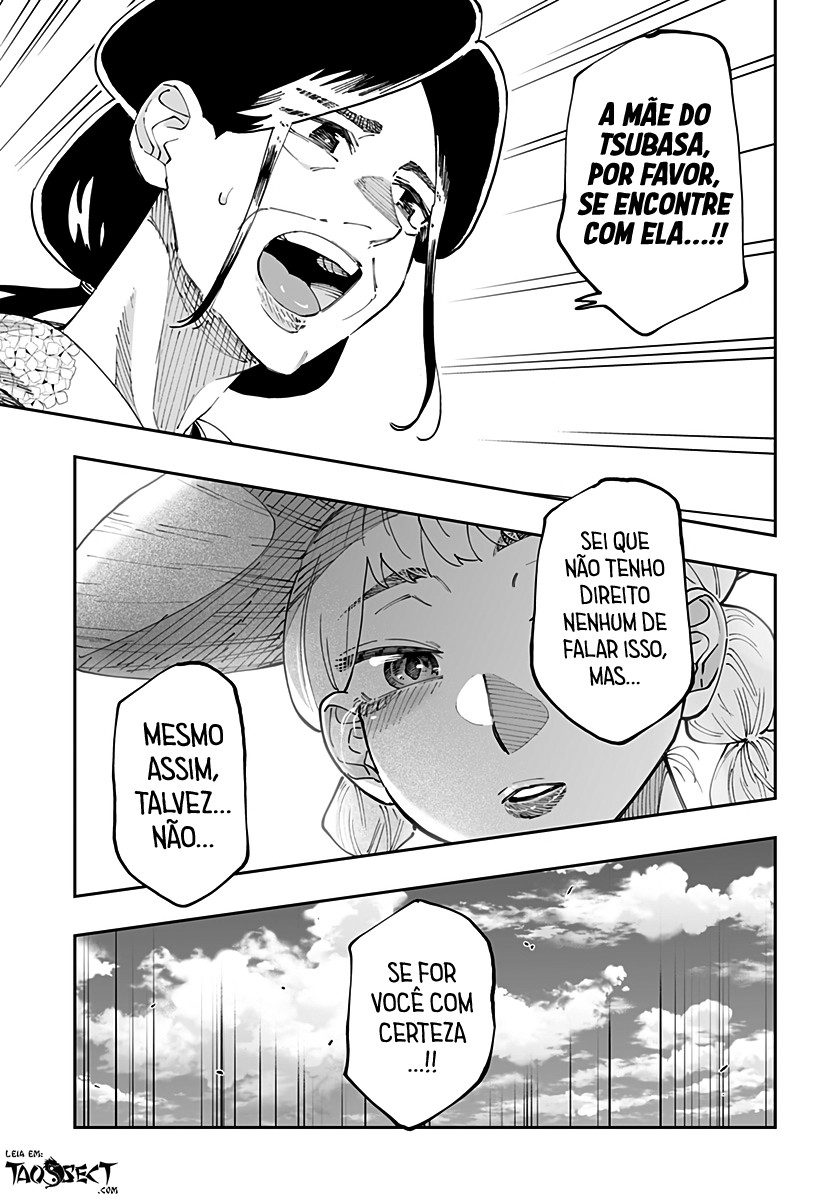 A MÃE DO
TSUBASA,
POR FAVOR,
SE ENCONTRE
COM ELA...!!
SEI QUE
NÃO TENHO
DIREITO
NENHUM DE
FALAR ISSO,
MAS...
MESMO
ASSIM,
TALVEZ...
NÃO...
SE FOR
VOCÊ COM
CERTEZA
...!!
LEIA EM:
TAOSECT
.COM